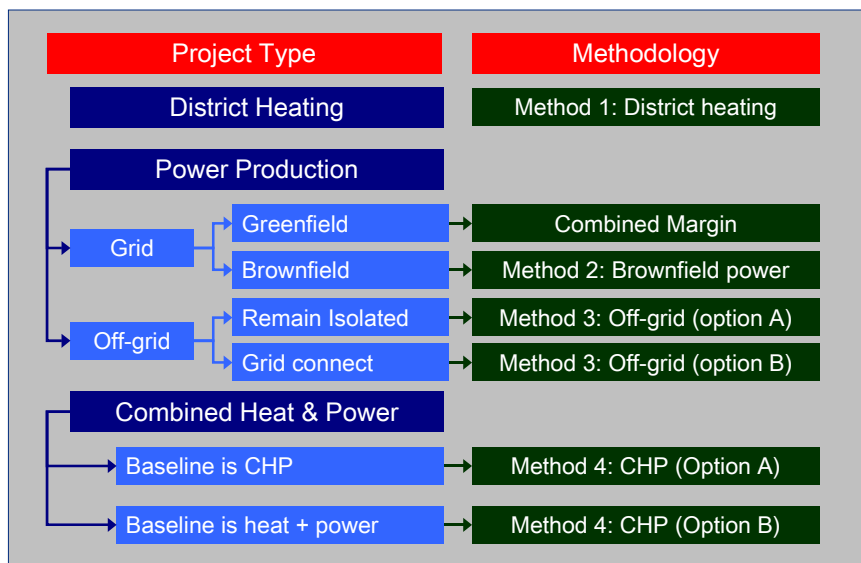 Project Type
Methodology
District Heating
Method 1: District heating
Power Production
Grid
Greenfield
Combined Margin
Brownfield
Method 2: Brownfield power
Off-grid
Remain Isolated
Method 3: Off-grid (option A)
Grid connect
Method 3: Off-grid (option B)
Combined Heat & Power
Baseline is CHP
Method 4: CHP (Option A)
Baseline is heat + power
Method 4: CHP (Option B)